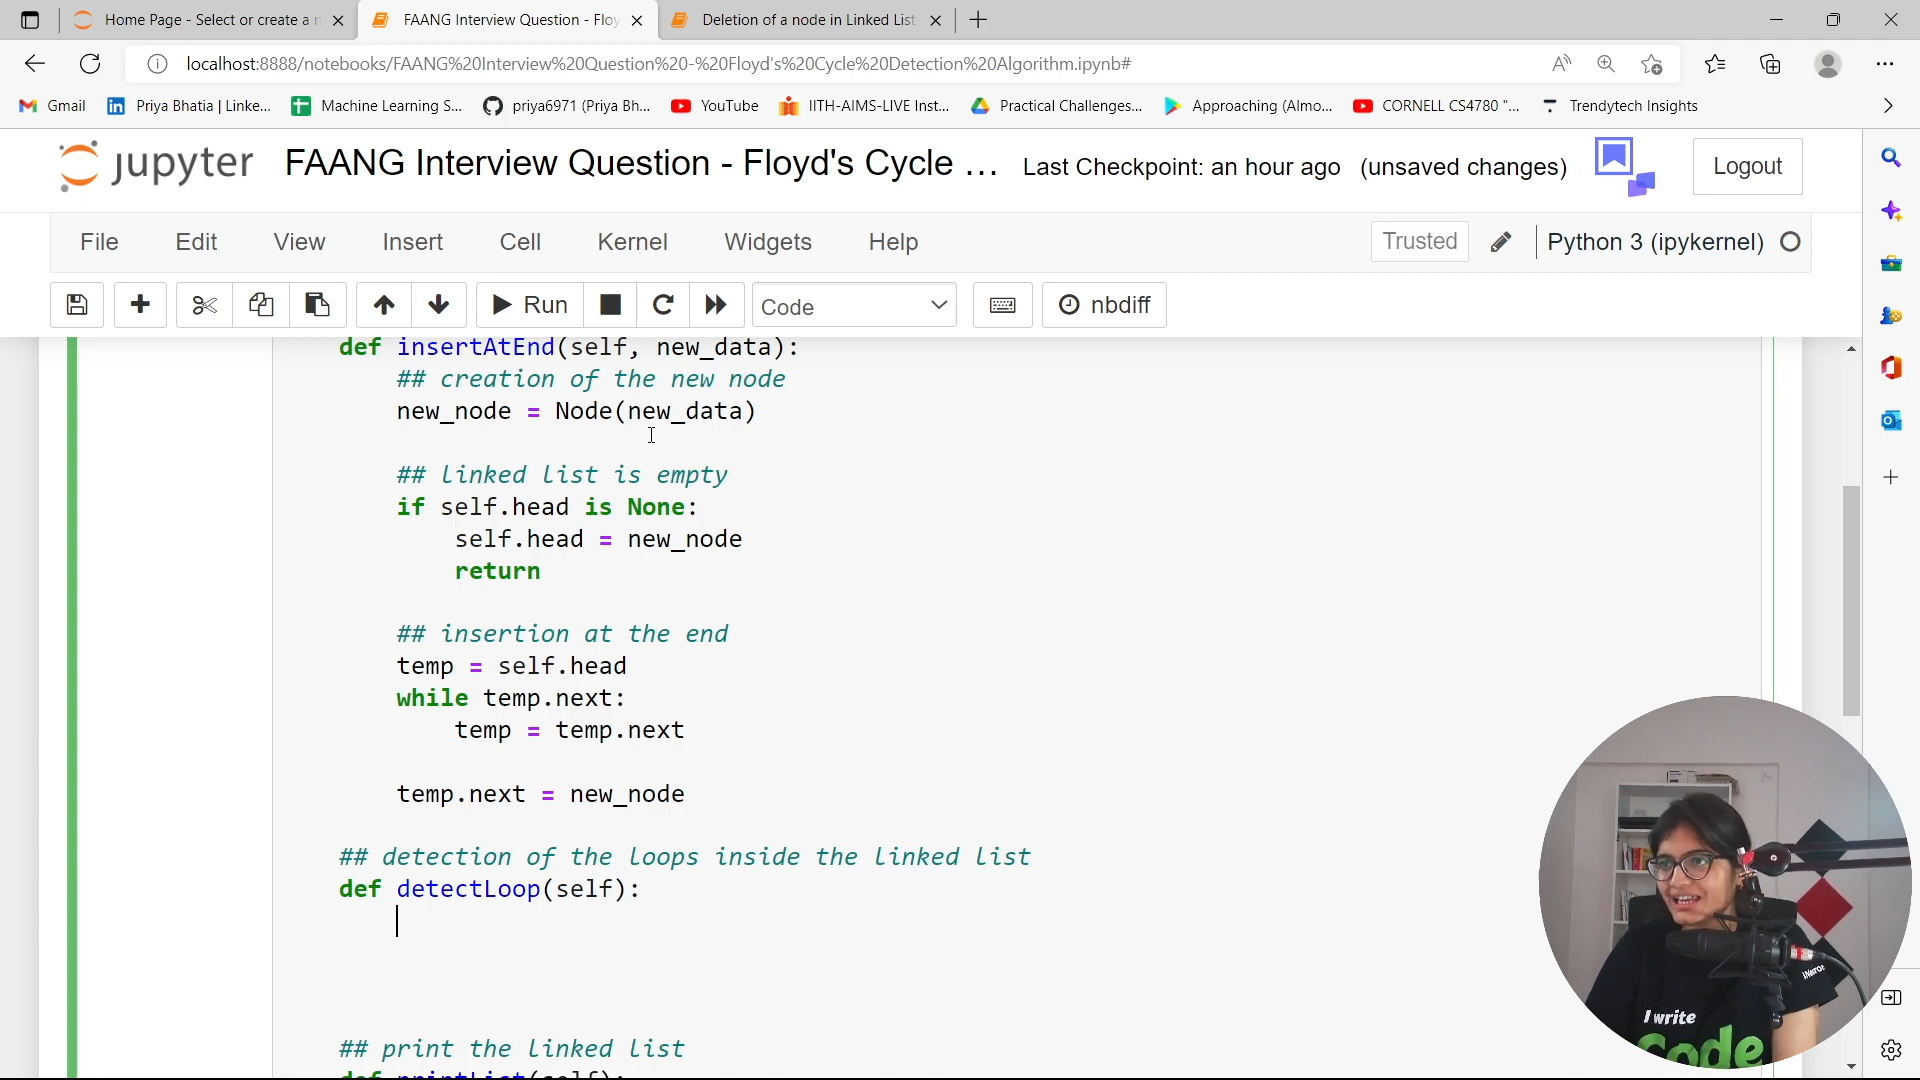 Home Page - Select or create a n
FAANG Interview Question - Floy
Deletion of a node in Linked List
localhost:8888/notebooks/FAANG%20Interview%20Question%20-%20Floyd's%20Cycle%20Detection%20Algorithm.ipynb#
Gmail
Priya Bhatia | Linke...
Machine Learning S...
priya6971 (Priya Bh...
YouTube
IITH-AIMS-LIVE Inst...
Practical Challenges...
Approaching (Almo...
CORNELL CS4780 "...
Trendytech Insights
jupyter FAANG Interview Question - Floyd's Cycle ... Last Checkpoint: an hour ago (unsaved changes)
Logout
File Edit View Insert Cell Kernel Widgets Help
Trusted
Python 3 (ipykernel)
Run
Code
nbdiff
def insertAtEnd(self, new_data):
## creation of the new node
new_node = Node(new_data)
## linked list is empty
if self.head is None:
self.head = new_node
return
## insertion at the end
temp = self.head
while temp.next:
temp = temp.next
temp.next = new_node
## detection of the loops inside the linked list
def detectLoop(self):
## print the linked list
def printList(self):
iNeuron
I write
Code